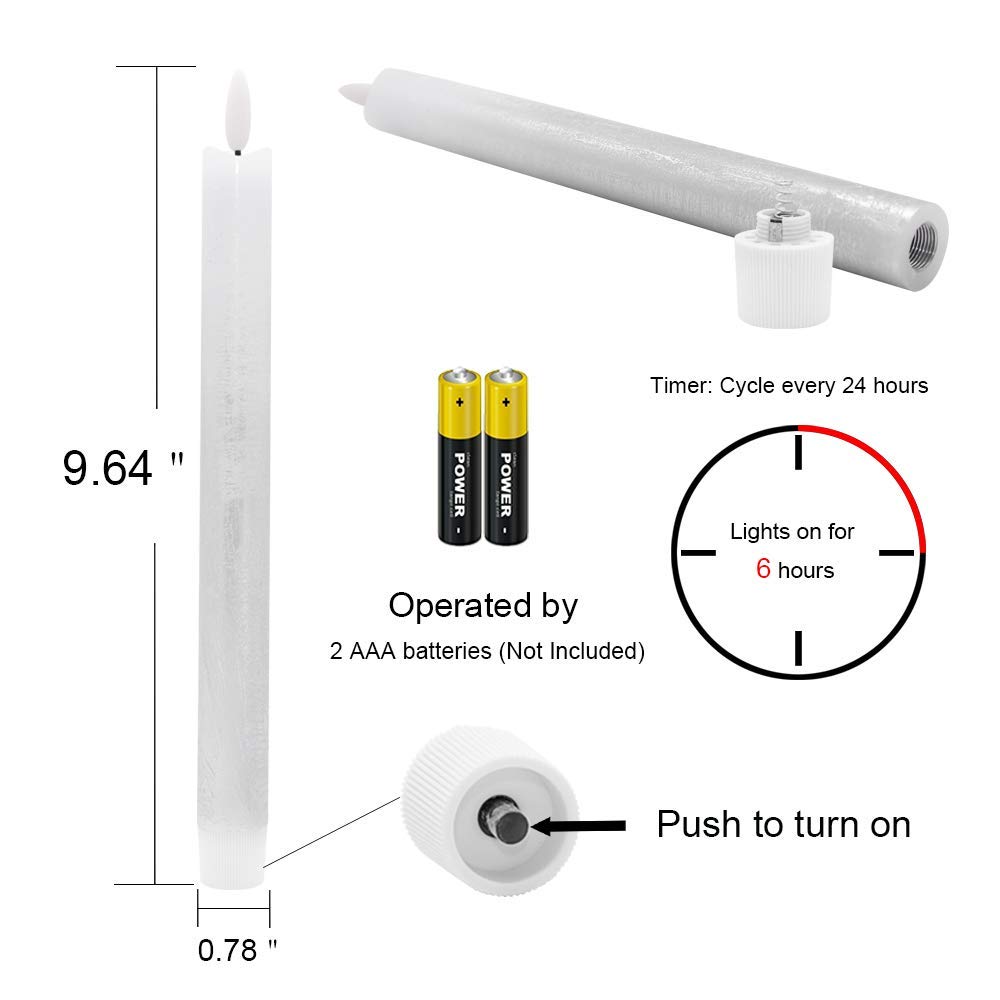 9.64 "
0.78 "
+
POWER
-
+
POWER
-
Operated by
2 AAA batteries (Not Included)
Timer: Cycle every 24 hours
Lights on for
6 hours
Push to turn on